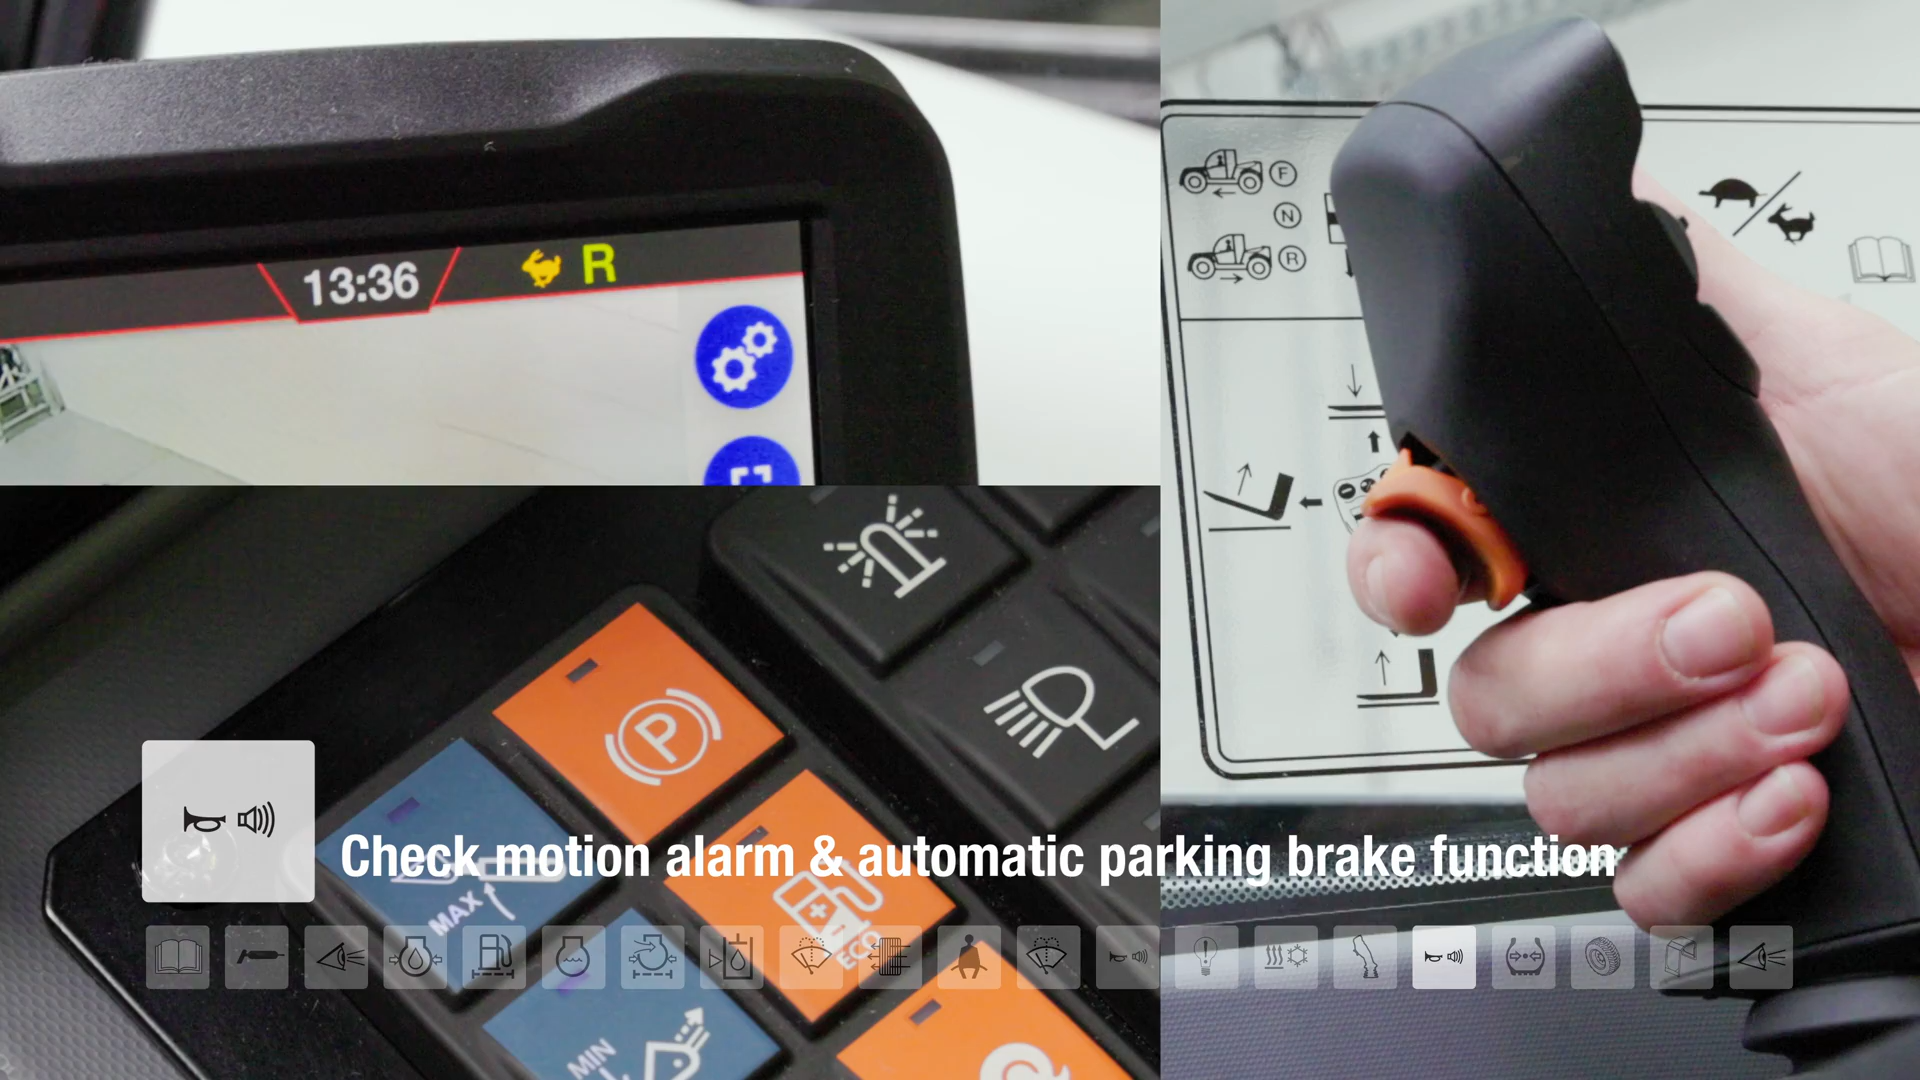 13:36 R
F
N
R
P
MAX
ECO
MIN
Check motion alarm & automatic parking brake function